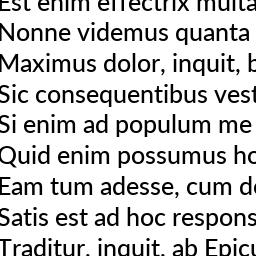 Est enim effectrix multa
Nonne videmus quanta
Maximus dolor, inquit, b
Sic consequentibus vest
Si enim ad populum me
Quid enim possumus ho
Eam tum adesse, cum d
Satis est ad hoc respons
Traditur, inquit, ab Epicu